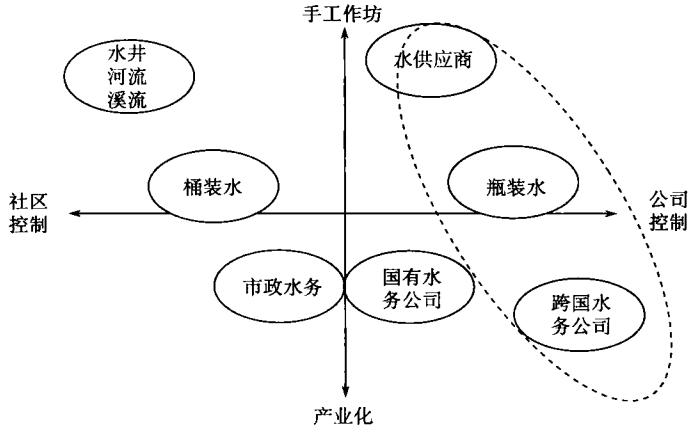 手工作坊
水井
河流
溪流
水供应商
桶装水
瓶装水
社区
控制
公司
控制
市政水务
国有水
务公司
跨国水
务公司
产业化